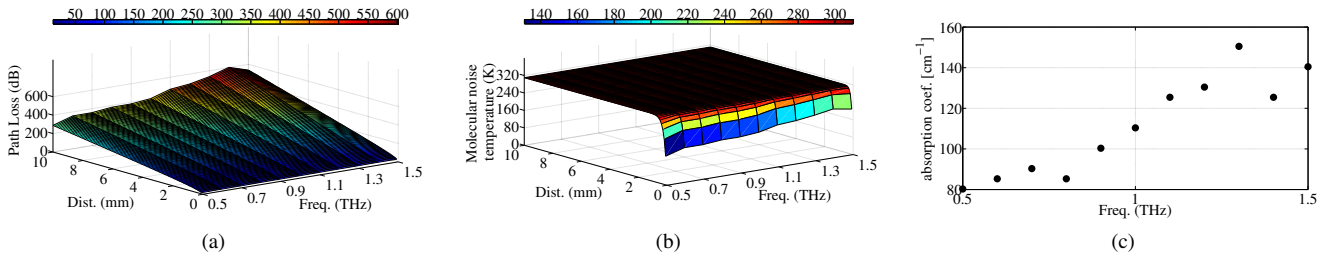 50 100 150 200 250 300 350 400 450 500 550 600
Path Loss (dB)
600
400
200
0
10
8
6
4
2
0
Dist. (mm)
0.5
0.7
0.9
1.1
1.3
1.5
Freq. (THz)
(a)
140 160 180 200 220 240 260 280 300
Molecular noise
temperature (K)
320
240
160
80
0
10
8
6
4
2
0
Dist. (mm)
0.5
0.7
0.9
1.1
1.3
1.5
Freq. (THz)
(b)
absorption coef. [cm⁻¹]
160
140
120
100
80
0.5 1 1.5
Freq. (THz)
(c)